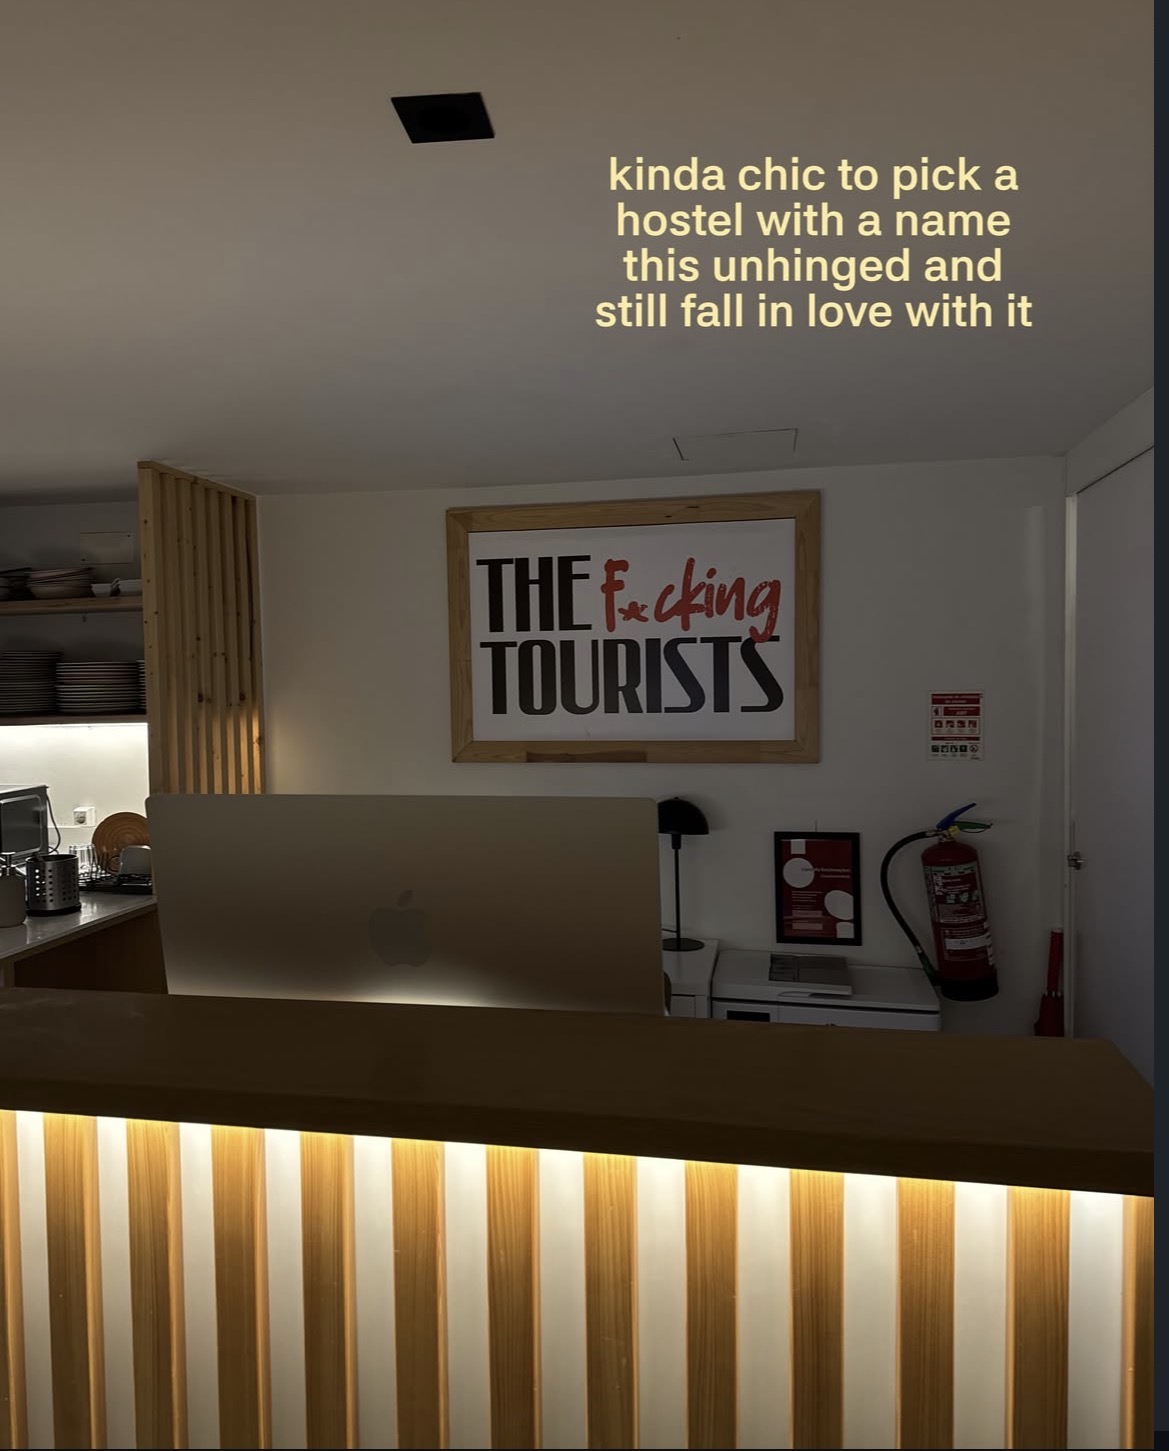 kinda chic to pick a
hostel with a name
this unhinged and
still fall in love with it
THE F*cking
TOURISTS